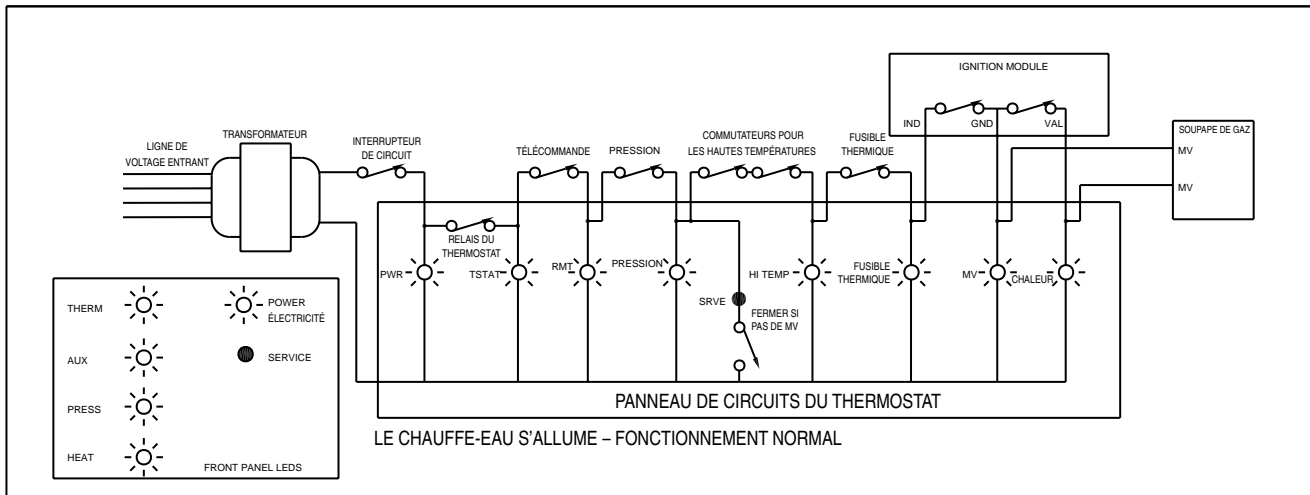 IGNITION MODULE
IND
GND
VAL
SOUPAPE DE GAZ
MV
MV
LIGNE DE
VOLTAGE ENTRANT
TRANSFORMATEUR
INTERRUPTEUR
DE CIRCUIT
TÉLÉCOMMANDE
PRESSION
COMMUTATEURS POUR
LES HAUTES TEMPÉRATURES
FUSIBLE
THERMIQUE
RELAIS DU
THERMOSTAT
PWR
TSTAT
RMT
PRESSION
HI TEMP
FUSIBLE
THERMIQUE
MV
CHALEUR
SRVE
FERMER SI
PAS DE MV
THERM
POWER
ÉLECTRICITÉ
AUX
SERVICE
PRESS
HEAT
FRONT PANEL LEDS
PANNEAU DE CIRCUITS DU THERMOSTAT
LE CHAUFFE-EAU S’ALLUME – FONCTIONNEMENT NORMAL